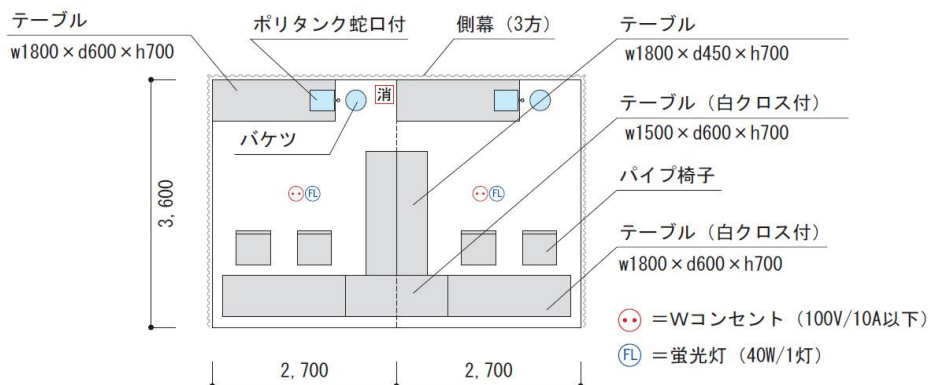 テーブル
w1800×d600×h700
ポリタンク蛇口付
側幕（3方）
テーブル
w1800×d450×h700
消
バケツ
テーブル（白クロス付）
w1500×d600×h700
FL
FL
パイプ椅子
3,600
テーブル（白クロス付）
w1800×d600×h700
＝Wコンセント（100V/10A以下）
FL ＝蛍光灯（40W/1灯）
2,700
2,700